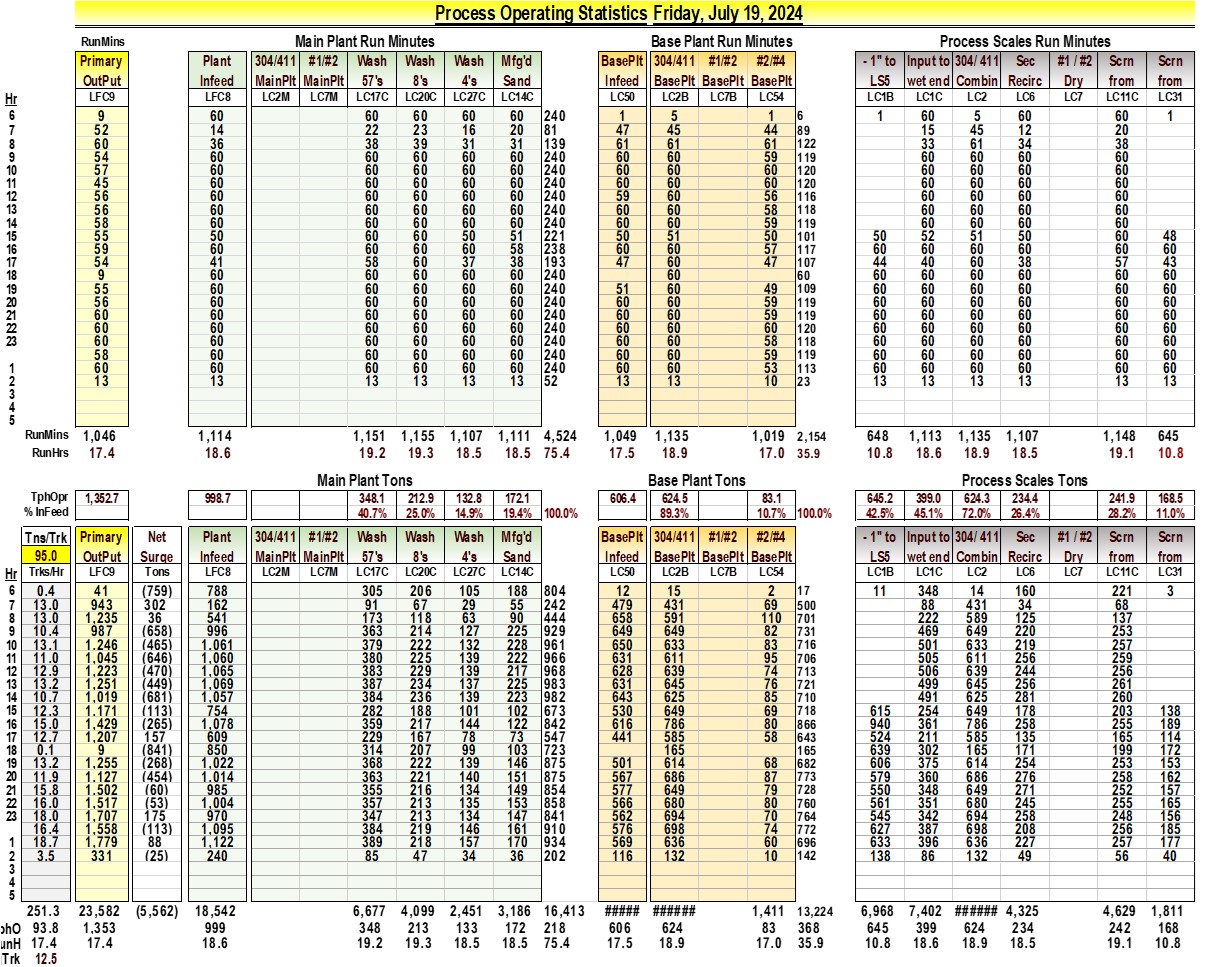 Process Operating Statistics Friday, July 19, 2024
RunMins Main Plant Run Minutes Base Plant Run Minutes Process Scales Run Minutes
Primary Plant 304/411 #1/#2 Wash Wash Wash Mfg'd BasePlt 304/411 #1/#2 #2/#4 - 1" to Input to 304/ 411 Sec #1 / #2 Scrn Scrn
OutPut Infeed MainPlt MainPlt 57's 8's 4's Sand Infeed BasePlt BasePlt BasePlt LS5 wet end Combin Recirc Dry from from
Hr LFC9 LFC8 LC2M LC7M LC17C LC20C LC27C LC14C LC50 LC2B LC7B LC54 LC1B LC1C LC2 LC6 LC7 LC11C LC31
6 9 60 60 60 60 60 240 1 5 1 6 1 60 5 60 60 1
7 52 14 22 23 16 20 81 47 45 44 89 15 45 12 20
8 60 36 38 39 31 31 139 61 61 61 122 33 61 34 38
9 54 60 60 60 60 60 240 60 60 59 119 60 60 60 60
10 57 60 60 60 60 60 240 60 60 60 120 60 60 60 60
11 45 60 60 60 60 60 240 60 60 60 120 60 60 60 60
12 56 60 60 60 60 60 240 59 60 56 116 60 60 60 60
13 56 60 60 60 60 60 240 60 60 58 118 60 60 60 60
14 58 60 60 60 60 60 240 60 60 59 119 60 60 60 60
15 55 50 60 60 50 51 221 50 51 50 101 50 52 51 50 60 48
16 59 60 60 60 60 58 238 60 60 57 117 60 60 60 60 60 60
17 54 41 58 60 37 38 193 47 60 47 107 44 40 60 38 57 43
18 9 60 60 60 60 60 240 60 60 60 60 60 60 60 60
19 55 60 60 60 60 60 240 51 60 49 109 60 60 60 60 60 60
20 56 60 60 60 60 60 240 60 60 59 119 60 60 60 60 60 60
21 60 60 60 60 60 60 240 60 60 59 119 60 60 60 60 60 60
22 60 60 60 60 60 60 240 60 60 60 120 60 60 60 60 60 60
23 60 60 60 60 60 60 240 60 60 58 118 60 60 60 60 60 60
58 60 60 60 60 60 240 60 60 59 119 60 60 60 60 60 60
1 60 60 60 60 60 60 240 60 60 53 113 60 60 60 60 60 60
2 13 13 13 13 13 13 52 13 13 10 23 13 13 13 13 13 13
3
4
5
RunMins 1,046 1,114 1,151 1,155 1,107 1,111 4,524 1,049 1,135 1,019 2,154 648 1,113 1,135 1,107 1,148 645
RunHrs 17.4 18.6 19.2 19.3 18.5 18.5 75.4 17.5 18.9 17.0 35.9 10.8 18.6 18.9 18.5 19.1 10.8
Main Plant Tons Base Plant Tons Process Scales Tons
TphOpr 1,352.7 998.7 348.1 212.9 132.8 172.1 606.4 624.5 83.1 645.2 399.0 624.3 234.4 241.9 168.5
% InFeed 40.7% 25.0% 14.9% 19.4% 100.0% 89.3% 10.7% 100.0% 42.5% 45.1% 72.0% 26.4% 28.2% 11.0%
Tns/Trk Primary Net Plant 304/411 #1/#2 Wash Wash Wash Mfg'd BasePlt 304/411 #1/#2 #2/#4 - 1" to Input to 304/ 411 Sec #1 / #2 Scrn Scrn
95.0 OutPut Surge Infeed MainPlt MainPlt 57's 8's 4's Sand Infeed BasePlt BasePlt BasePlt LS5 wet end Combin Recirc Dry from from
Hr Trks/Hr LFC9 Tons LFC8 LC2M LC7M LC17C LC20C LC27C LC14C LC50 LC2B LC7B LC54 LC1B LC1C LC2 LC6 LC7 LC11C LC31
6 0.4 41 (759) 788 305 206 105 188 804 12 15 2 17 11 348 14 160 221 3
7 13.0 943 302 162 91 67 29 55 242 479 431 69 500 88 431 34 68
8 13.0 1,235 36 541 173 118 63 90 444 658 591 110 701 222 589 125 137
9 10.4 987 (658) 996 363 214 127 225 929 649 649 82 731 469 649 220 253
10 13.1 1,246 (465) 1,061 379 222 132 228 961 650 633 83 716 501 633 219 257
11 11.0 1,045 (646) 1,060 380 225 139 222 966 631 611 95 706 505 611 256 259
12 12.9 1,223 (470) 1,065 383 229 139 217 968 628 639 74 713 506 639 244 256
13 13.2 1,251 (449) 1,069 387 234 137 225 983 631 645 76 721 499 645 256 261
14 10.7 1,019 (681) 1,057 384 236 139 223 982 643 625 85 710 491 625 281 260
15 12.3 1,171 (113) 754 282 188 101 102 673 530 649 69 718 615 254 649 178 203 138
16 15.0 1,429 (265) 1,078 359 217 144 122 842 616 786 80 866 940 361 786 258 255 189
17 12.7 1,207 157 609 229 167 78 73 547 441 585 58 643 524 211 585 135 165 114
18 0.1 9 (841) 850 314 207 99 103 723 165 165 639 302 165 171 199 172
19 13.2 1,255 (268) 1,022 368 222 139 146 875 501 614 68 682 606 375 614 254 253 153
20 11.9 1,127 (454) 1,014 363 221 140 151 875 567 686 87 773 579 360 686 276 258 162
21 15.8 1,502 (60) 985 355 216 134 149 854 577 649 79 728 550 348 649 271 252 157
22 16.0 1,517 (53) 1,004 357 213 135 153 858 566 680 80 760 561 351 680 245 255 165
23 18.0 1,707 175 970 347 213 134 147 841 562 694 70 764 545 342 694 258 248 156
16.4 1,558 (113) 1,095 384 219 146 161 910 576 698 74 772 627 387 698 208 256 185
1 18.7 1,779 88 1,122 389 218 157 170 934 569 636 60 696 633 396 636 227 257 177
2 3.5 331 (25) 240 85 47 34 36 202 116 132 10 142 138 86 132 49 56 40
3
4
5
251.3 23,582 (5,562) 18,542 6,677 4,099 2,451 3,186 16,413 ##### ###### 1,411 13,224 6,968 7,402 ###### 4,325 4,629 1,811
phO 93.8 1,353 999 348 213 133 172 218 606 624 83 368 645 399 624 234 242 168
unH 17.4 17.4 18.6 19.2 19.3 18.5 18.5 75.4 17.5 18.9 17.0 35.9 10.8 18.6 18.9 18.5 19.1 10.8
Trk 12.5